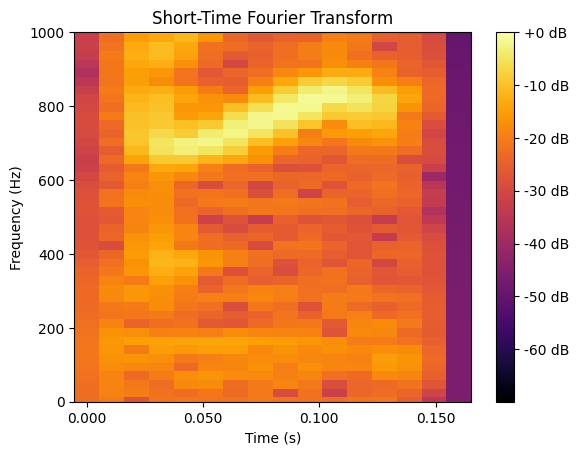 Short-Time Fourier Transform
1000
800
600
400
200
0
Frequency (Hz)
0.000
0.050
0.100
0.150
Time (s)
+0 dB
-10 dB
-20 dB
-30 dB
-40 dB
-50 dB
-60 dB